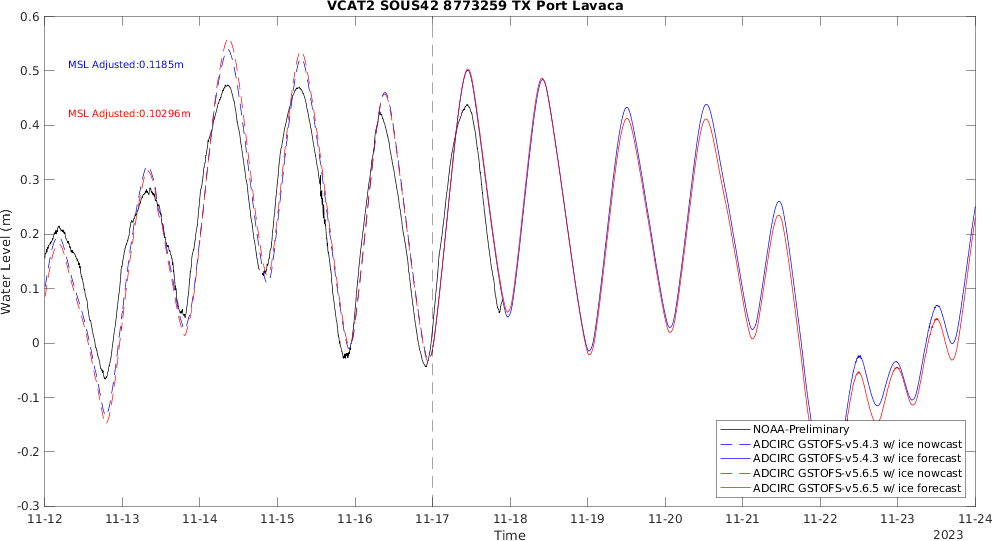 VCAT2 SOUS42 8773259 TX Port Lavaca
0.6
0.5
0.4
0.3
0.2
0.1
0
-0.1
-0.2
-0.3
Water Level (m)
MSL Adjusted:0.1185m
MSL Adjusted:0.10296m
NOAA-Preliminary
ADCIRC GSTOFS-v5.4.3 w/ ice nowcast
ADCIRC GSTOFS-v5.4.3 w/ ice forecast
ADCIRC GSTOFS-v5.6.5 w/ ice nowcast
ADCIRC GSTOFS-v5.6.5 w/ ice forecast
11-12 11-13 11-14 11-15 11-16 11-17 11-18 11-19 11-20 11-21 11-22 11-23 11-24
Time
2023